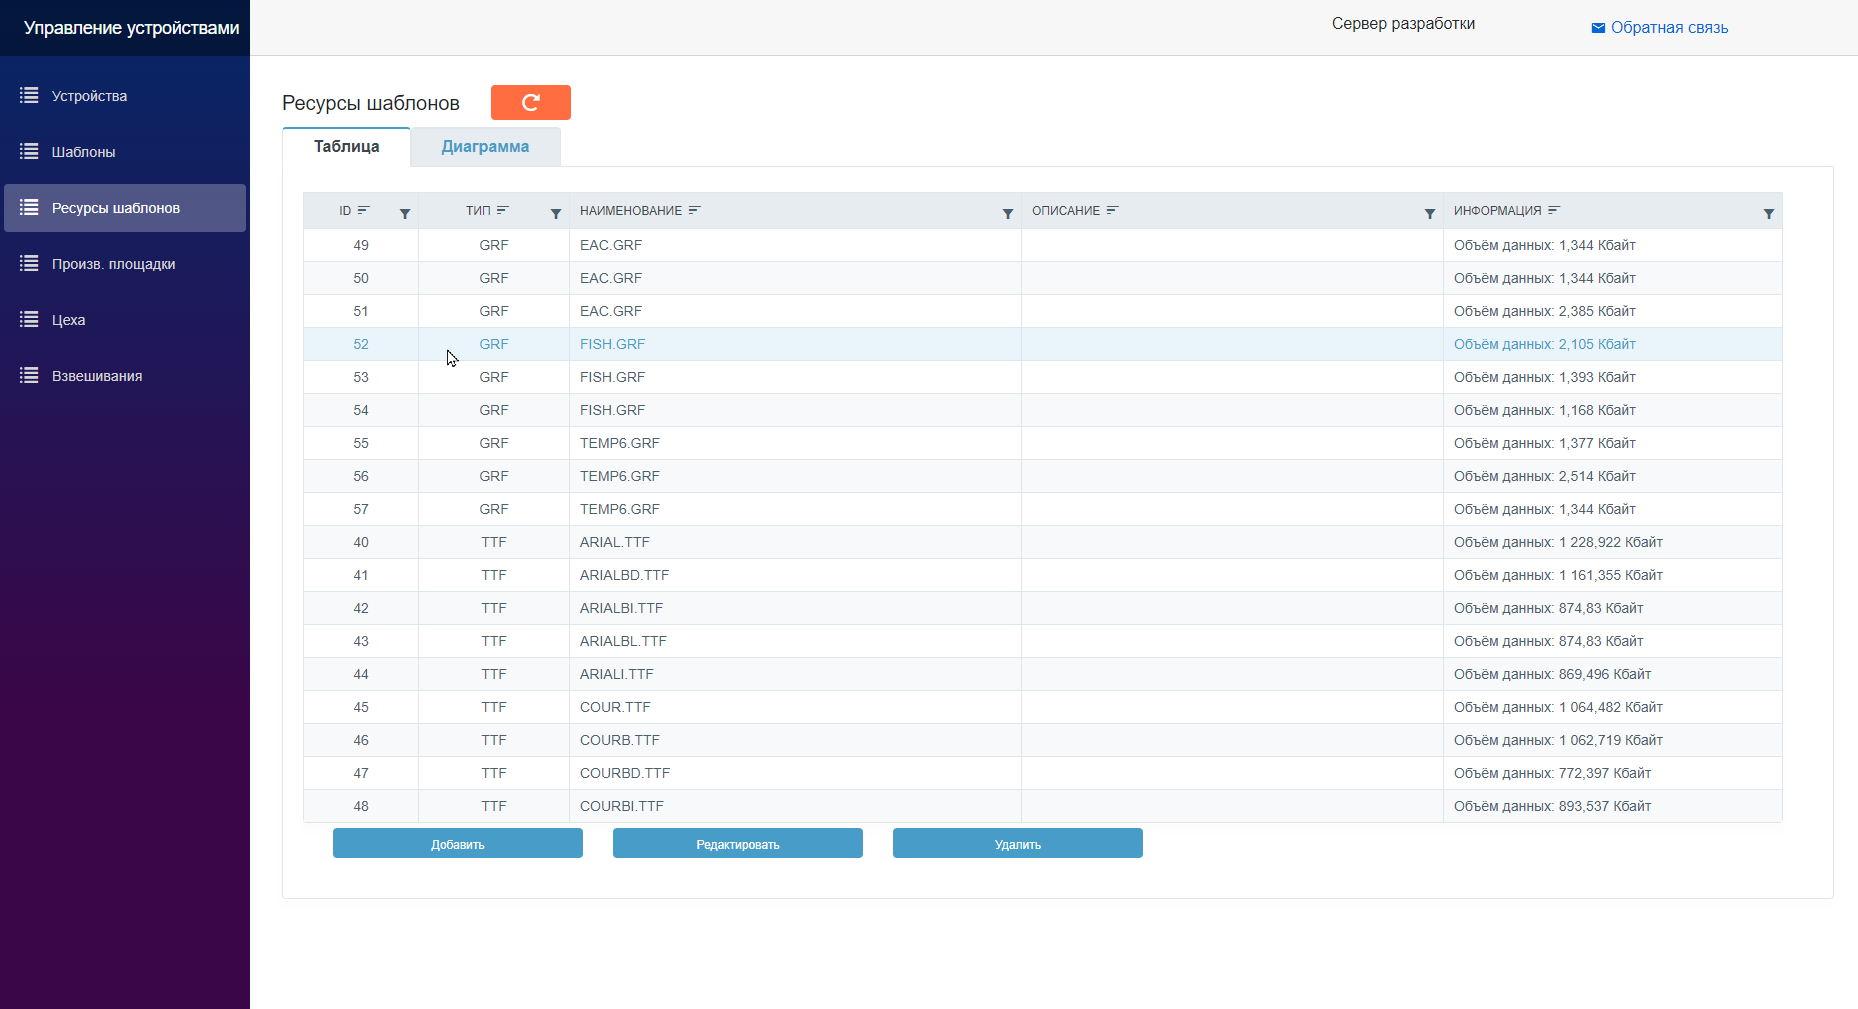 Управление устройствами
Сервер разработки
Обратная связь
Устройства
Шаблоны
Ресурсы шаблонов
Произв. площадки
Цеха
Взвешивания
Ресурсы шаблонов
Таблица Диаграмма
ID ТИП НАИМЕНОВАНИЕ ОПИСАНИЕ ИНФОРМАЦИЯ
49 GRF EAC.GRF Объём данных: 1,344 Кбайт
50 GRF EAC.GRF Объём данных: 1,344 Кбайт
51 GRF EAC.GRF Объём данных: 2,385 Кбайт
52 GRF FISH.GRF Объём данных: 2,105 Кбайт
53 GRF FISH.GRF Объём данных: 1,393 Кбайт
54 GRF FISH.GRF Объём данных: 1,168 Кбайт
55 GRF TEMP6.GRF Объём данных: 1,377 Кбайт
56 GRF TEMP6.GRF Объём данных: 2,514 Кбайт
57 GRF TEMP6.GRF Объём данных: 1,344 Кбайт
40 TTF ARIAL.TTF Объём данных: 1 228,922 Кбайт
41 TTF ARIALBD.TTF Объём данных: 1 161,355 Кбайт
42 TTF ARIALBI.TTF Объём данных: 874,83 Кбайт
43 TTF ARIALBL.TTF Объём данных: 874,83 Кбайт
44 TTF ARIALI.TTF Объём данных: 869,496 Кбайт
45 TTF COUR.TTF Объём данных: 1 064,482 Кбайт
46 TTF COURB.TTF Объём данных: 1 062,719 Кбайт
47 TTF COURBD.TTF Объём данных: 772,397 Кбайт
48 TTF COURBI.TTF Объём данных: 893,537 Кбайт
Добавить Редактировать Удалить